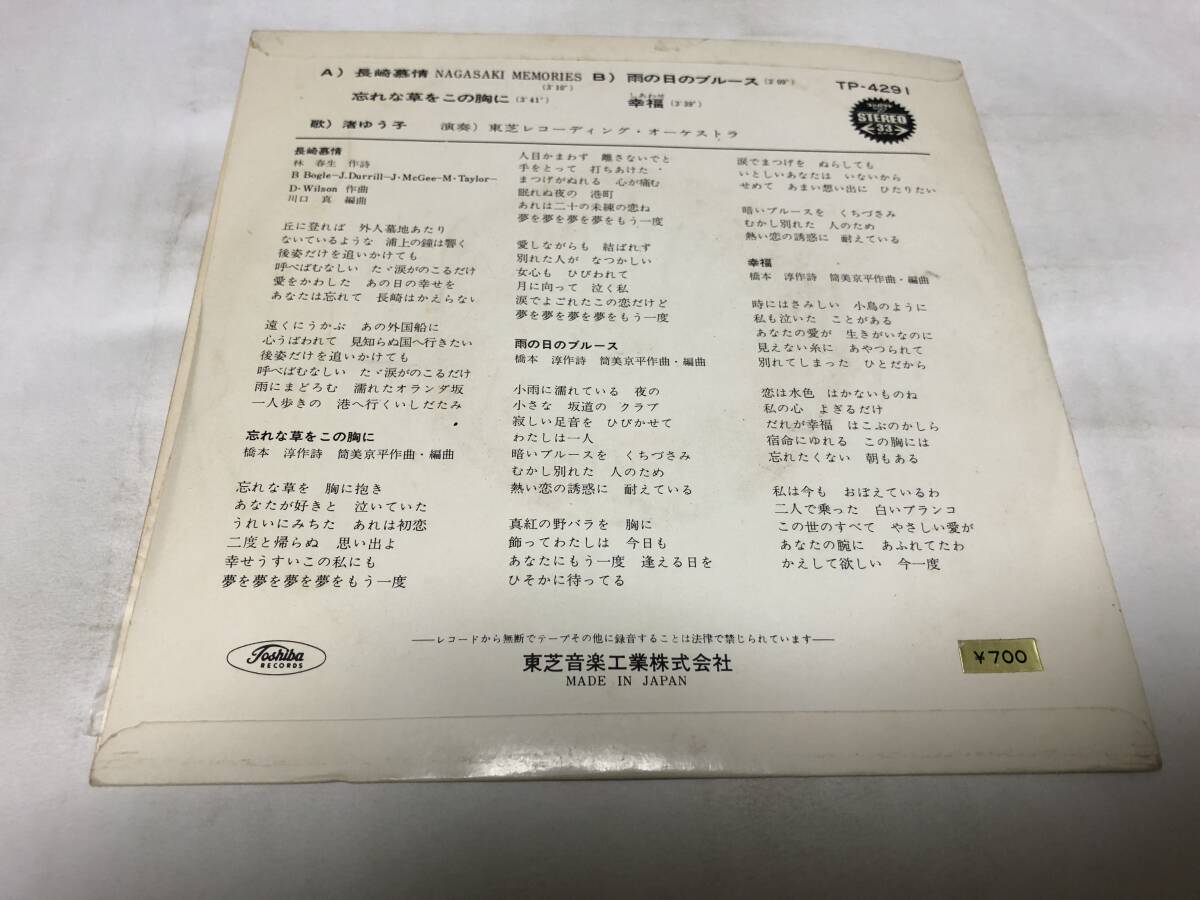 A) 長崎慕情 NAGASAKI MEMORIES B) 雨の日のブルース (3'05")
(3'10")
忘れな草をこの胸に (3'41") 幸福 (3'39")
しあわせ
TP-4291
STEREO
33
歌) 渚ゆう子 演奏) 東芝レコーディング・オーケストラ
長崎慕情
林 春生 作詩
B Bogle−J.Durrill−J・McGee−M・Taylor−
D・Wilson 作曲
川口 真 編曲
丘に登れば 外人墓地あたり
ないているような 浦上の鐘は響く
後姿だけを追いかけても
呼べばむなしい たゞ涙がのこるだけ
愛をかわした あの日の幸せを
あなたは忘れて 長崎はかえらない
遠くにうかぶ あの外国船に
心うばわれて 見知らぬ国へ行きたい
後姿だけを追いかけても
呼べばむなしい たゞ涙がのこるだけ
雨にまどろむ 濡れたオランダ坂
一人歩きの 港へ行くいしだたみ
忘れな草をこの胸に
橋本 淳作詩 筒美京平作曲・編曲
忘れな草を 胸に抱き
あなたが好きと 泣いていた
うれいにみちた あれは初恋
二度と帰らぬ 思い出よ
幸せうすいこの私にも
夢を夢を夢を夢をもう一度
人目かまわず 離さないでと
手をとって 打ちあけた
まつげがぬれる 心が痛む
眠れぬ夜の 港町
あれは二十の未練の恋ね
夢を夢を夢を夢をもう一度
愛しながらも 結ばれず
別れた人が なつかしい
女心も ひびわれて
月に向って 泣く私
涙でよごれたこの恋だけど
夢を夢を夢を夢をもう一度
雨の日のブルース
橋本 淳作詩 筒美京平作曲・編曲
小雨に濡れている 夜の
小さな 坂道の クラブ
寂しい足音を ひびかせて
わたしは一人
暗いブルースを くちづさみ
むかし別れた 人のため
熱い恋の誘惑に 耐えている
真紅の野バラを 胸に
飾ってわたしは 今日も
あなたにもう一度 逢える日を
ひそかに待ってる
涙でまつげを ぬらしても
いとしいあなたは いないから
せめて あまい想い出に ひたりたい
暗いブルースを くちづさみ
むかし別れた 人のため
熱い恋の誘惑に 耐えている
幸福
橋本 淳作詩 筒美京平作曲・編曲
時にはさみしい 小鳥のように
私も泣いた ことがある
あなたの愛が 生きがいなのに
見えない糸に あやつられて
別れてしまった ひとだから
恋は水色 はかないものね
私の心 よぎるだけ
だれが幸福 はこぶのかしら
宿命にゆれる この胸には
忘れたくない 朝もある
私は今も おぼえているわ
二人で乗った 白いブランコ
この世のすべて やさしい愛が
あなたの腕に あふれてたわ
かえして欲しい 今一度
──レコードから無断でテープその他に録音することは法律で禁じられています──
Toshiba
RECORDS
東芝音楽工業株式会社
MADE IN JAPAN
¥700